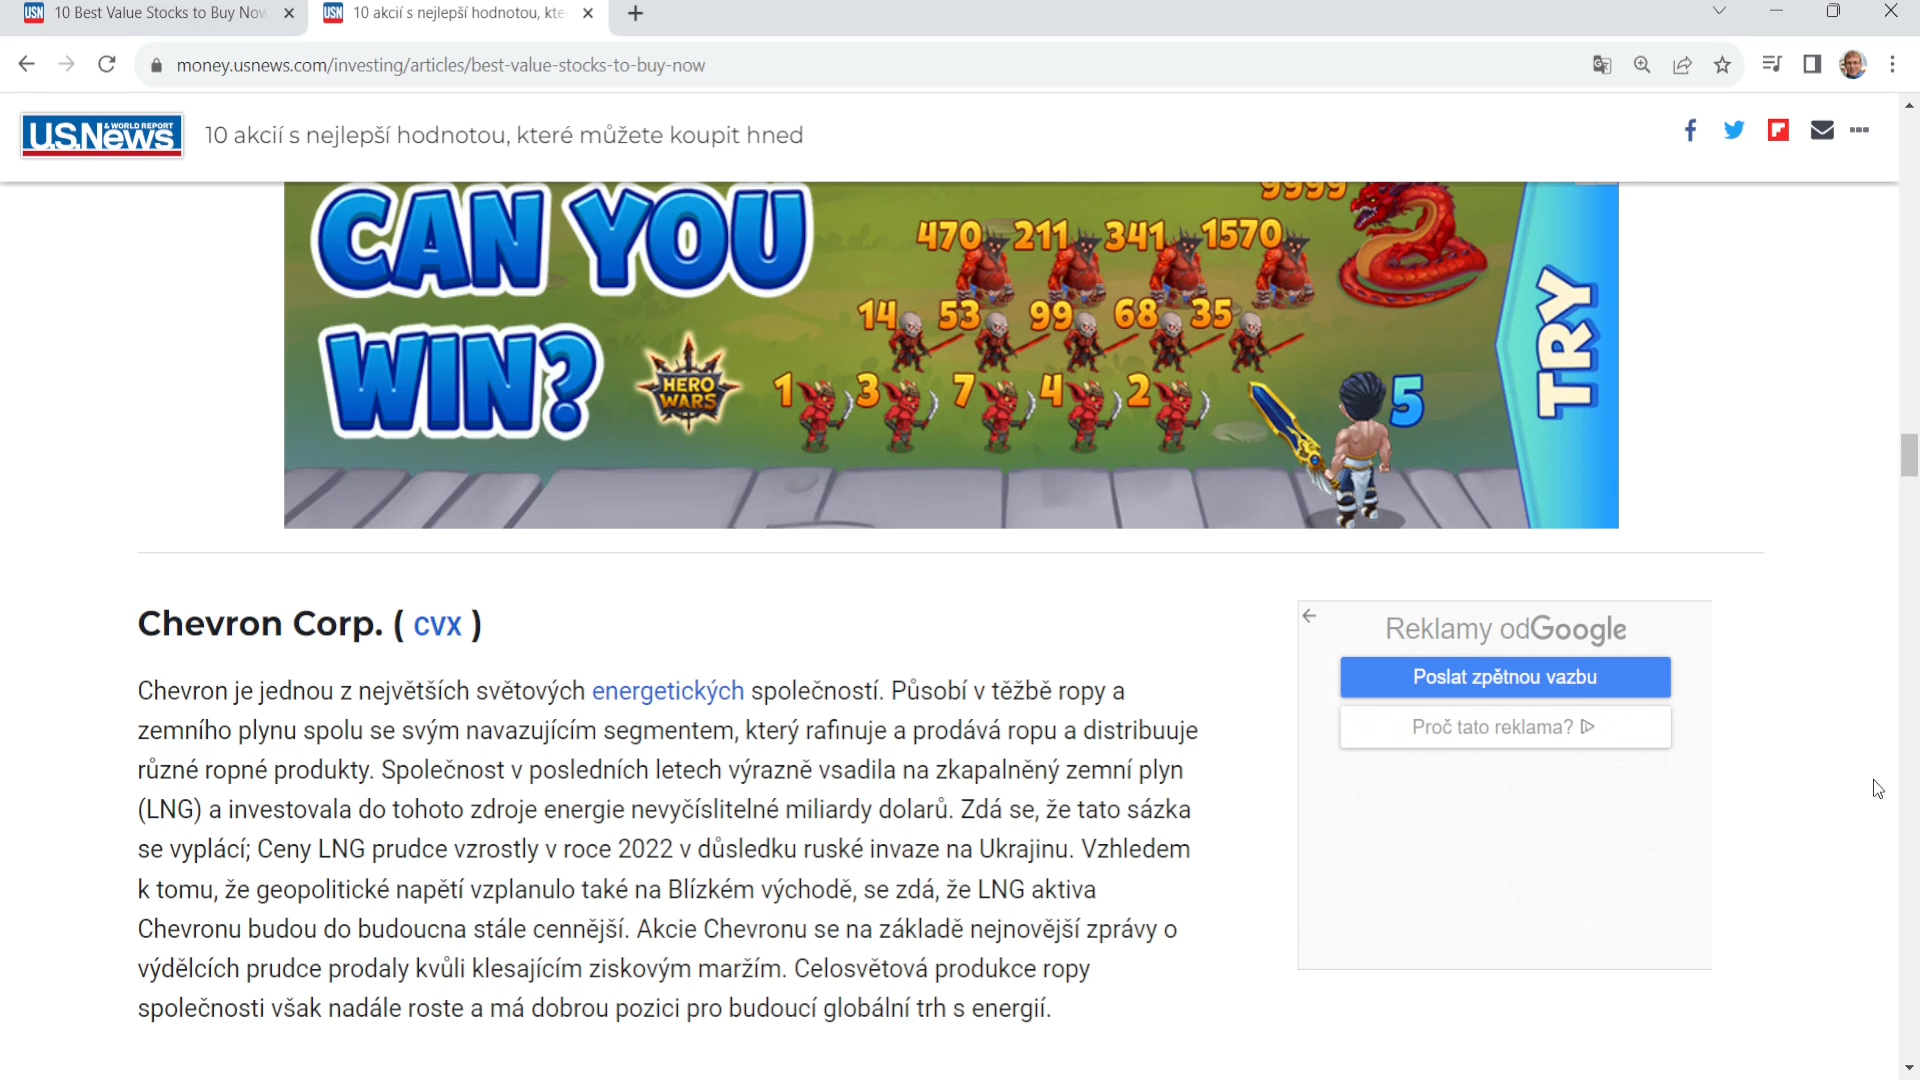 10 Best Value Stocks to Buy Now
10 akcií s nejlepší hodnotou, kte
money.usnews.com/investing/articles/best-value-stocks-to-buy-now
U.S.News
& WORLD REPORT
10 akcií s nejlepší hodnotou, které můžete koupit hned
CAN YOU
WIN?
HERO
WARS
9999
470 211 341 1570
14 53 99 68 35
1 3 7 4 2
5
TRY
Chevron Corp. ( CVX )
Chevron je jednou z největších světových energetických společností. Působí v těžbě ropy a
zemního plynu spolu se svým navazujícím segmentem, který rafinuje a prodává ropu a distribuuje
různé ropné produkty. Společnost v posledních letech výrazně vsadila na zkapalněný zemní plyn
(LNG) a investovala do tohoto zdroje energie nevyčíslitelné miliardy dolarů. Zdá se, že tato sázka
se vyplácí; Ceny LNG prudce vzrostly v roce 2022 v důsledku ruské invaze na Ukrajinu. Vzhledem
k tomu, že geopolitické napětí vzplanulo také na Blízkém východě, se zdá, že LNG aktiva
Chevronu budou do budoucna stále cennější. Akcie Chevronu se na základě nejnovější zprávy o
výdělcích prudce prodaly kvůli klesajícím ziskovým maržím. Celosvětová produkce ropy
společnosti však nadále roste a má dobrou pozici pro budoucí globální trh s energií.
Reklamy odGoogle
Poslat zpětnou vazbu
Proč tato reklama?